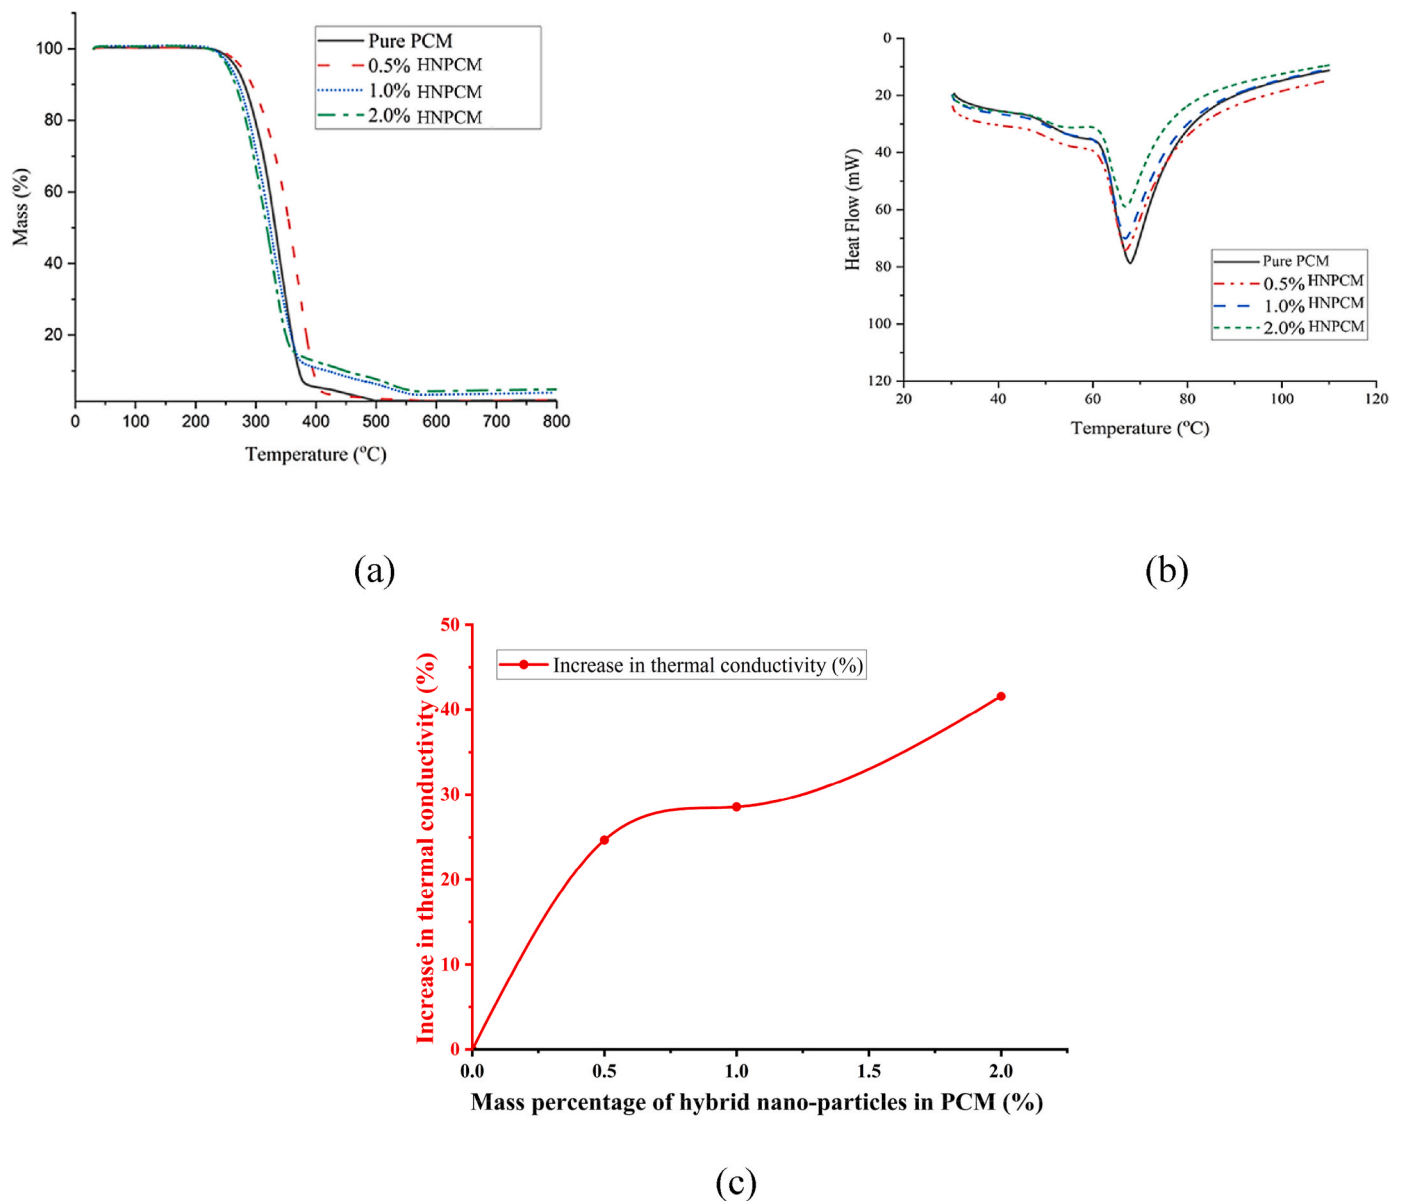 100
80
60
40
20
Mass (%)
Pure PCM
0.5% HNPCM
1.0% HNPCM
2.0% HNPCM
0 100 200 300 400 500 600 700 800
Temperature (°C)
(a)
0
20
40
60
80
100
120
Heat Flow (mW)
Pure PCM
0.5% HNPCM
1.0% HNPCM
2.0% HNPCM
20 40 60 80 100 120
Temperature (°C)
(b)
50
40
30
20
10
0
Increase in thermal conductivity (%)
Increase in thermal conductivity (%)
0.0 0.5 1.0 1.5 2.0
Mass percentage of hybrid nano-particles in PCM (%)
(c)